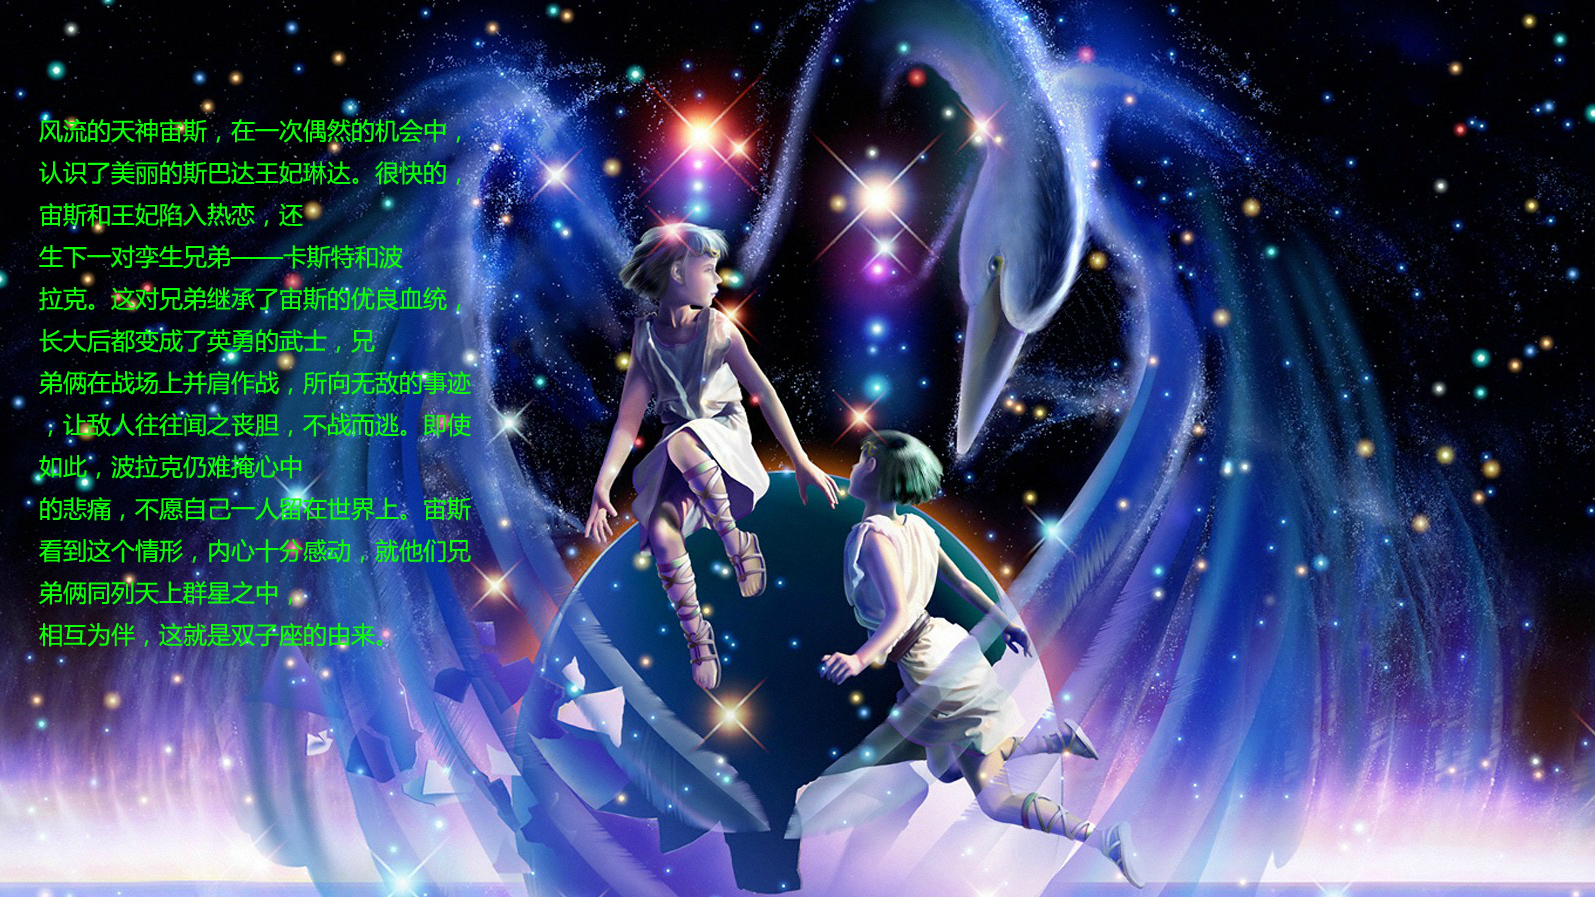 风流的天神宙斯，在一次偶然的机会中，
认识了美丽的斯巴达王妃琳达。很快的，
宙斯和王妃陷入热恋，还
生下一对孪生兄弟——卡斯特和波
拉克。这对兄弟继承了宙斯的优良血统，
长大后都变成了英勇的武士，兄
弟俩在战场上并肩作战，所向无敌的事迹
，让敌人往往闻之丧胆，不战而逃。即使
如此，波拉克仍难掩心中
的悲痛，不愿自己一人留在世界上。宙斯
看到这个情形，内心十分感动，就他们兄
弟俩同列天上群星之中，
相互为伴，这就是双子座的由来。